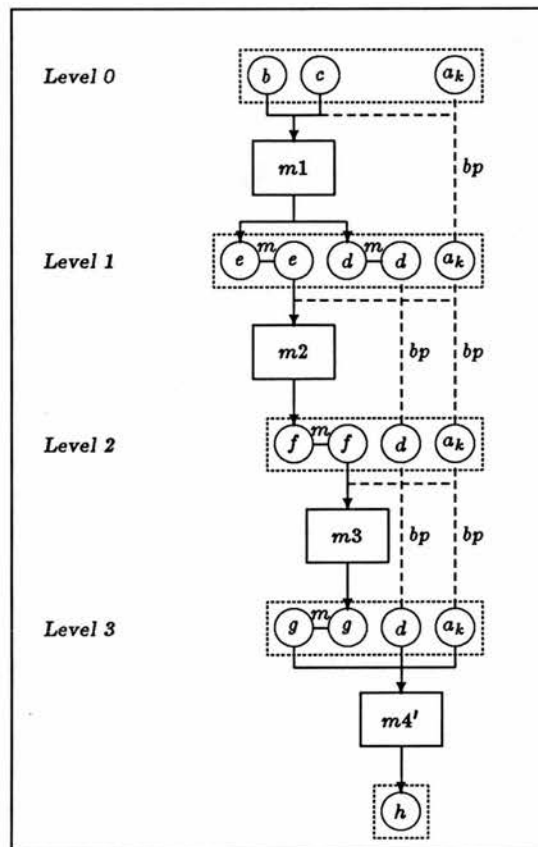 Level 0 b c a_k
m1 bp
Level 1 e m e d m d a_k
m2 bp bp
Level 2 f m f d a_k
m3 bp bp
Level 3 g m g d a_k
m4'
h